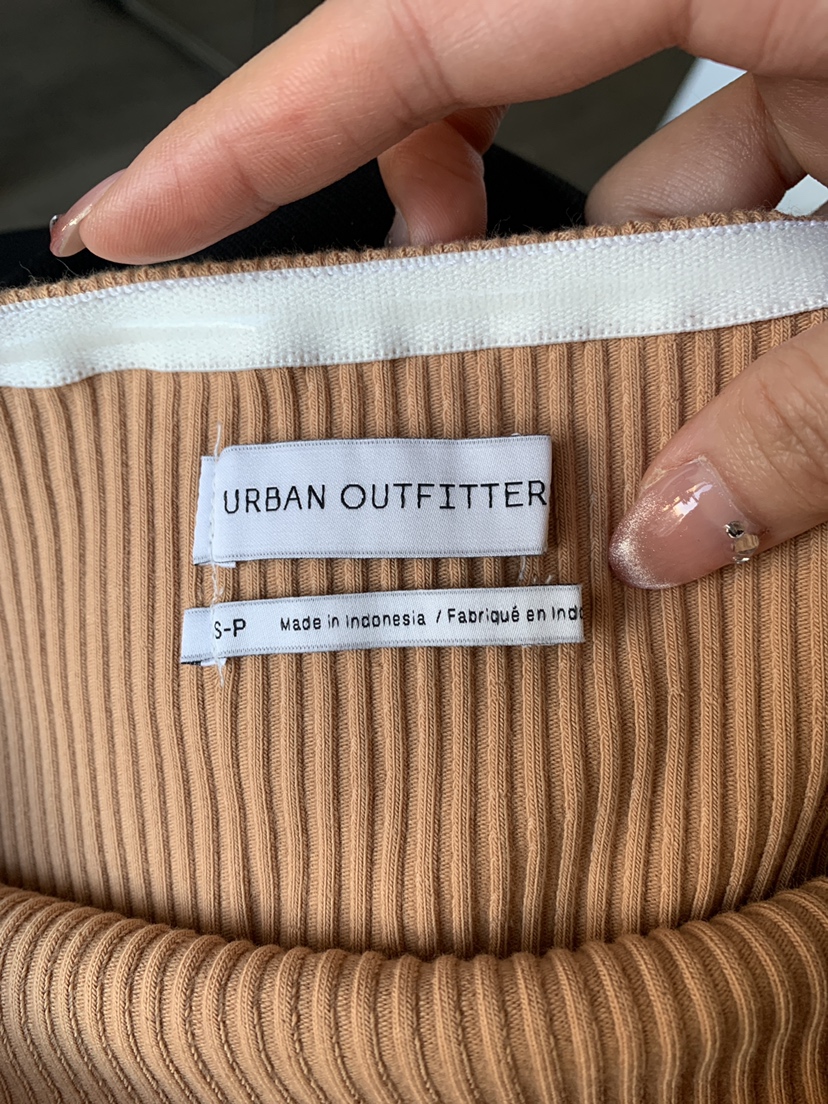 URBAN OUTFITTER
S-P Made in Indonesia / Fabriqué en Indo